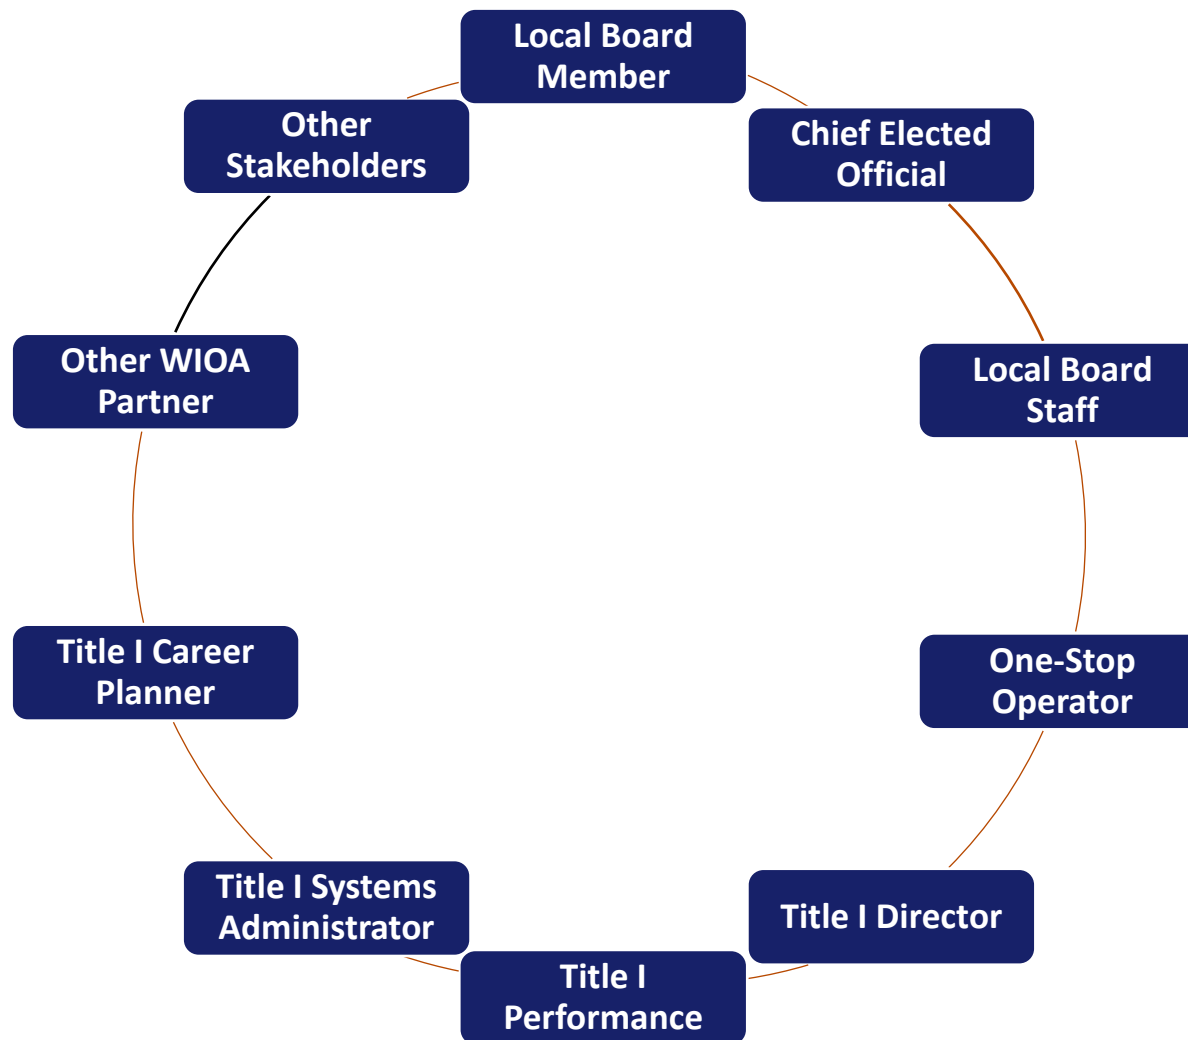 Local Board
Member
Chief Elected
Official
Local Board
Staff
One-Stop
Operator
Title I Director
Title I
Performance
Title I Systems
Administrator
Title I Career
Planner
Other WIOA
Partner
Other
Stakeholders